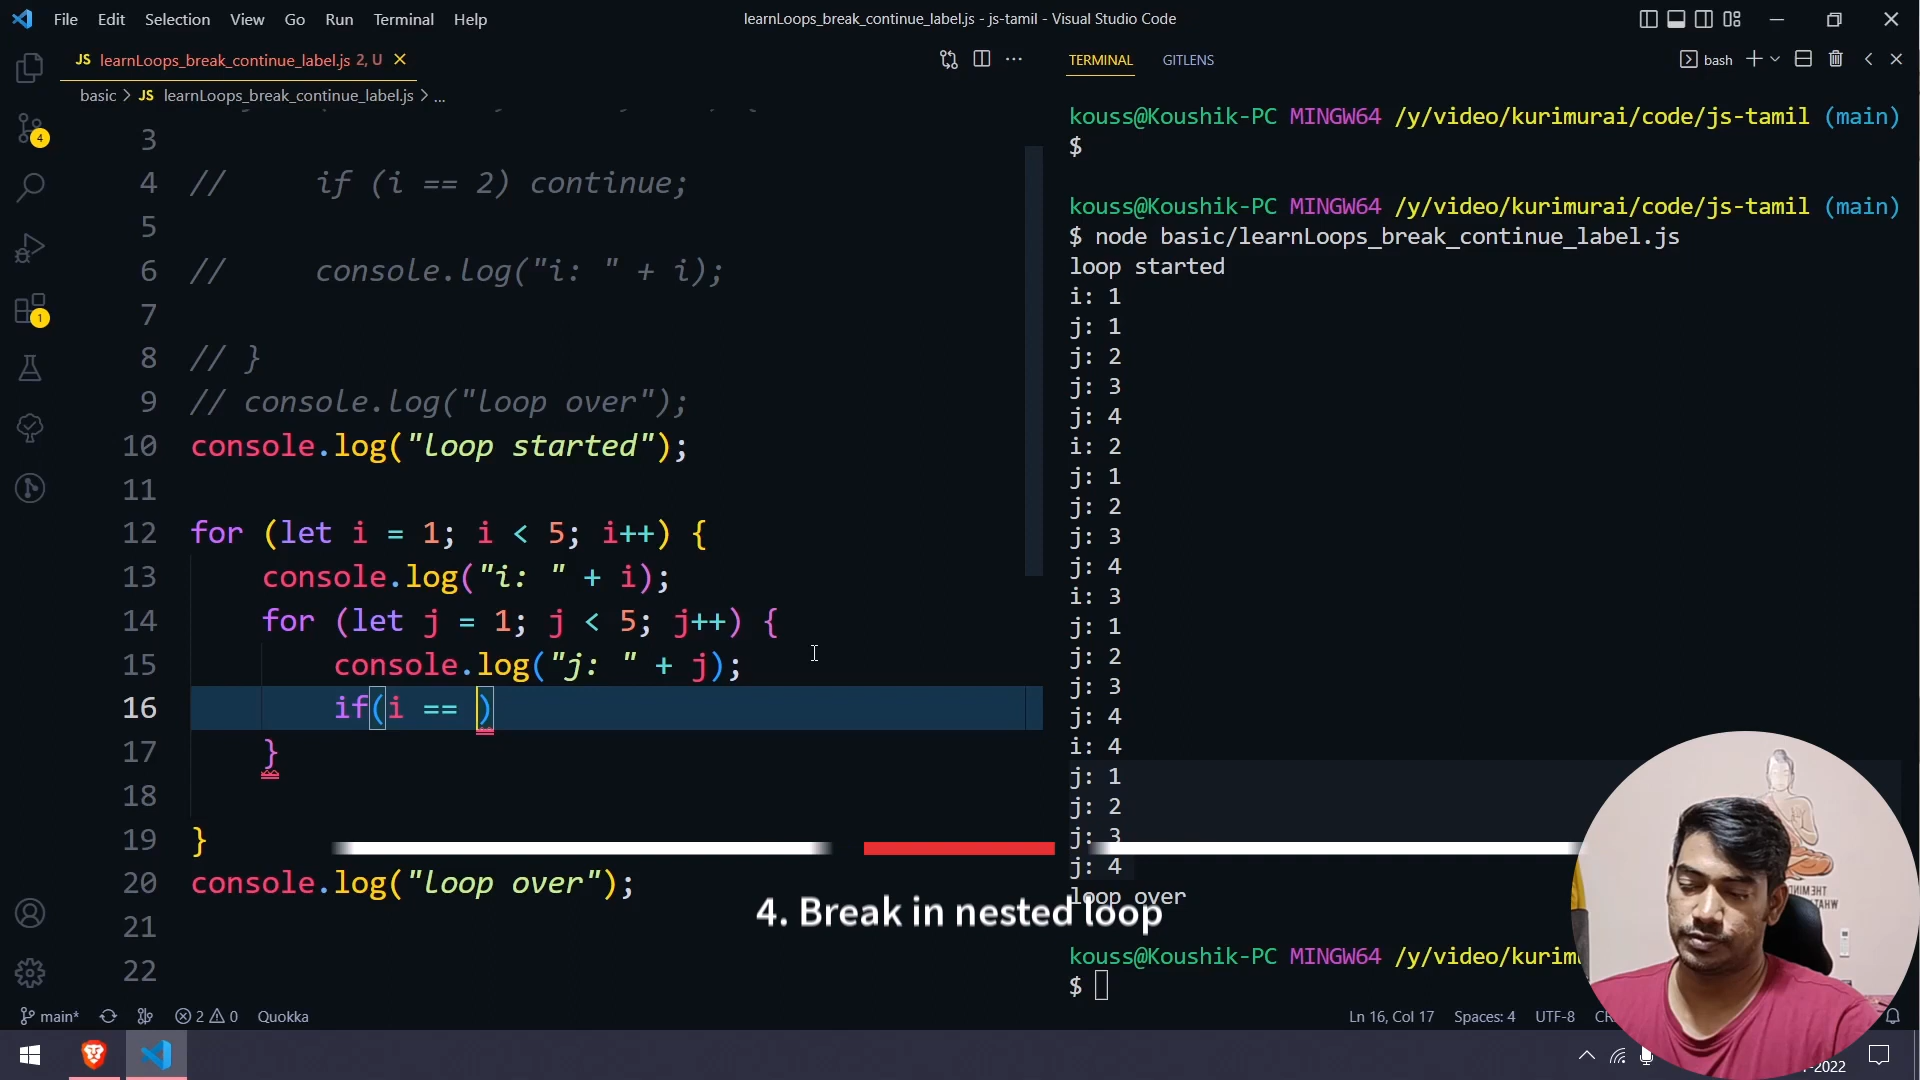 File Edit Selection View Go Run Terminal Help
learnLoops_break_continue_label.js - js-tamil - Visual Studio Code
JS learnLoops_break_continue_label.js 2, U
basic > JS learnLoops_break_continue_label.js > ...
3
4 //     if (i == 2) continue;
5
6 //     console.log("i: " + i);
7
8 // }
9 // console.log("loop over");
10 console.log("loop started");
11
12 for (let i = 1; i < 5; i++) {
13     console.log("i: " + i);
14     for (let j = 1; j < 5; j++) {
15         console.log("j: " + j);
16         if(i == )
17     }
18
19 }
20 console.log("loop over");
21
22
4
1
TERMINAL GITLENS
bash
kouss@Koushik-PC MINGW64 /y/video/kurimurai/code/js-tamil (main)
$
kouss@Koushik-PC MINGW64 /y/video/kurimurai/code/js-tamil (main)
$ node basic/learnLoops_break_continue_label.js
loop started
i: 1
j: 1
j: 2
j: 3
j: 4
i: 2
j: 1
j: 2
j: 3
j: 4
i: 3
j: 1
j: 2
j: 3
j: 4
i: 4
j: 1
j: 2
j: 3
j: 4
loop over
kouss@Koushik-PC MINGW64 /y/video/kurim
$
4. Break in nested loop
main* 2 0 Quokka
Ln 16, Col 17 Spaces: 4 UTF-8
-2022